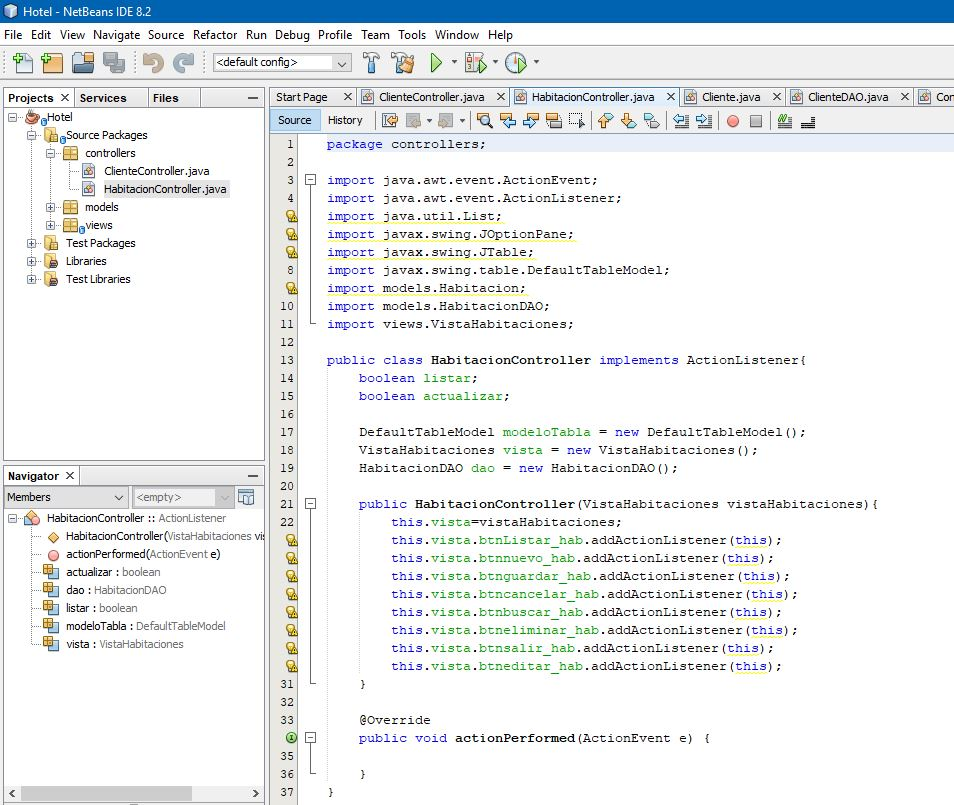 Hotel - NetBeans IDE 8.2
File Edit View Navigate Source Refactor Run Debug Profile Team Tools Window Help
<default config>
Projects Services Files
Hotel
Source Packages
controllers
ClienteController.java
HabitacionController.java
models
views
Test Packages
Libraries
Test Libraries
Navigator
Members <empty>
HabitacionController :: ActionListener
HabitacionController(VistaHabitaciones vi
actionPerformed(ActionEvent e)
actualizar : boolean
dao : HabitacionDAO
listar : boolean
modeloTabla : DefaultTableModel
vista : VistaHabitaciones
Start Page ClienteController.java HabitacionController.java Cliente.java ClienteDAO.java Con
Source History
1 package controllers;
2
3 import java.awt.event.ActionEvent;
4 import java.awt.event.ActionListener;
import java.util.List;
import javax.swing.JOptionPane;
import javax.swing.JTable;
8 import javax.swing.table.DefaultTableModel;
import models.Habitacion;
10 import models.HabitacionDAO;
11 import views.VistaHabitaciones;
12
13 public class HabitacionController implements ActionListener{
14 boolean listar;
15 boolean actualizar;
16
17 DefaultTableModel modeloTabla = new DefaultTableModel();
18 VistaHabitaciones vista = new VistaHabitaciones();
19 HabitacionDAO dao = new HabitacionDAO();
20
21 public HabitacionController(VistaHabitaciones vistaHabitaciones){
22 this.vista=vistaHabitaciones;
this.vista.btnListar_hab.addActionListener(this);
this.vista.btnnuevo_hab.addActionListener(this);
this.vista.btnguardar_hab.addActionListener(this);
this.vista.btncancelar_hab.addActionListener(this);
this.vista.btnbuscar_hab.addActionListener(this);
this.vista.btneliminar_hab.addActionListener(this);
this.vista.btnsalir_hab.addActionListener(this);
this.vista.btneditar_hab.addActionListener(this);
31 }
32
33 @Override
public void actionPerformed(ActionEvent e) {
35
36 }
37 }